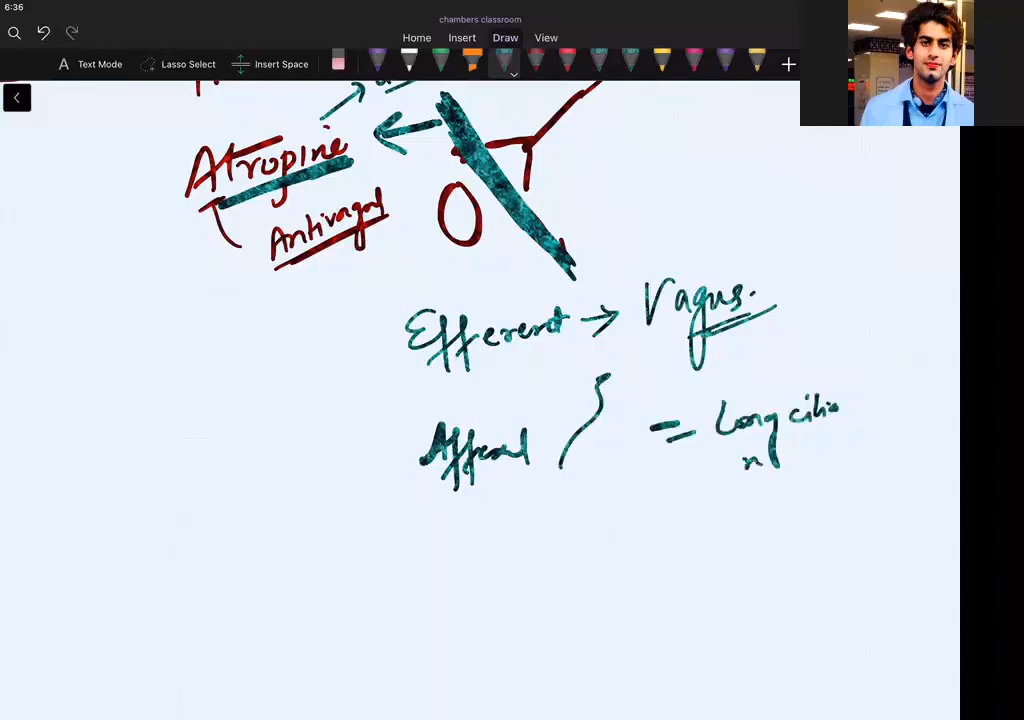 6:36
chambers classroom
Home Insert Draw View
Text Mode Lasso Select Insert Space
Atropine
Antivagal
Efferent → Vagus.
Afferent = Long cilia
n